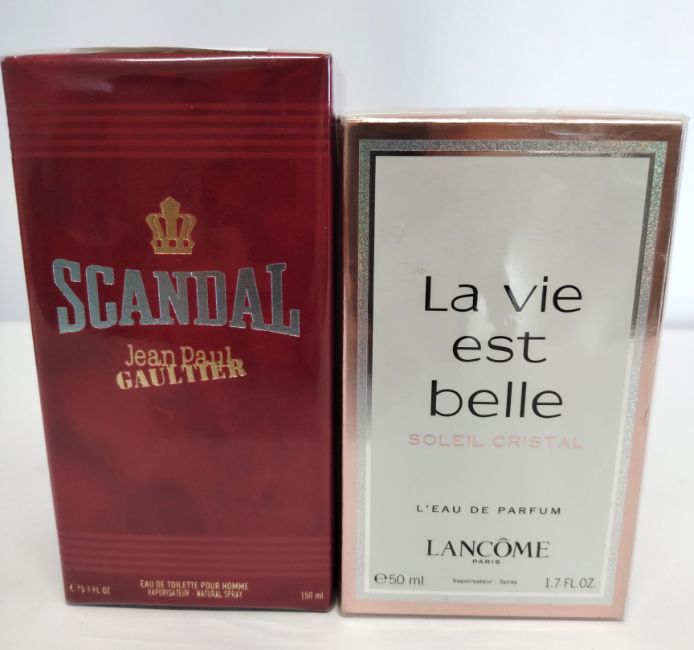 SCANDAL
Jean Paul
GAULTIER
EAU DE TOILETTE POUR HOMME
VAPORISATEUR - NATURAL SPRAY
℮ 5.1 FL OZ
150 ml
La vie
est
belle
SOLEIL CRISTAL
L'EAU DE PARFUM
LANCÔME
PARIS
℮50 ml
Vaporisateur - Spray
1.7 FL.OZ.